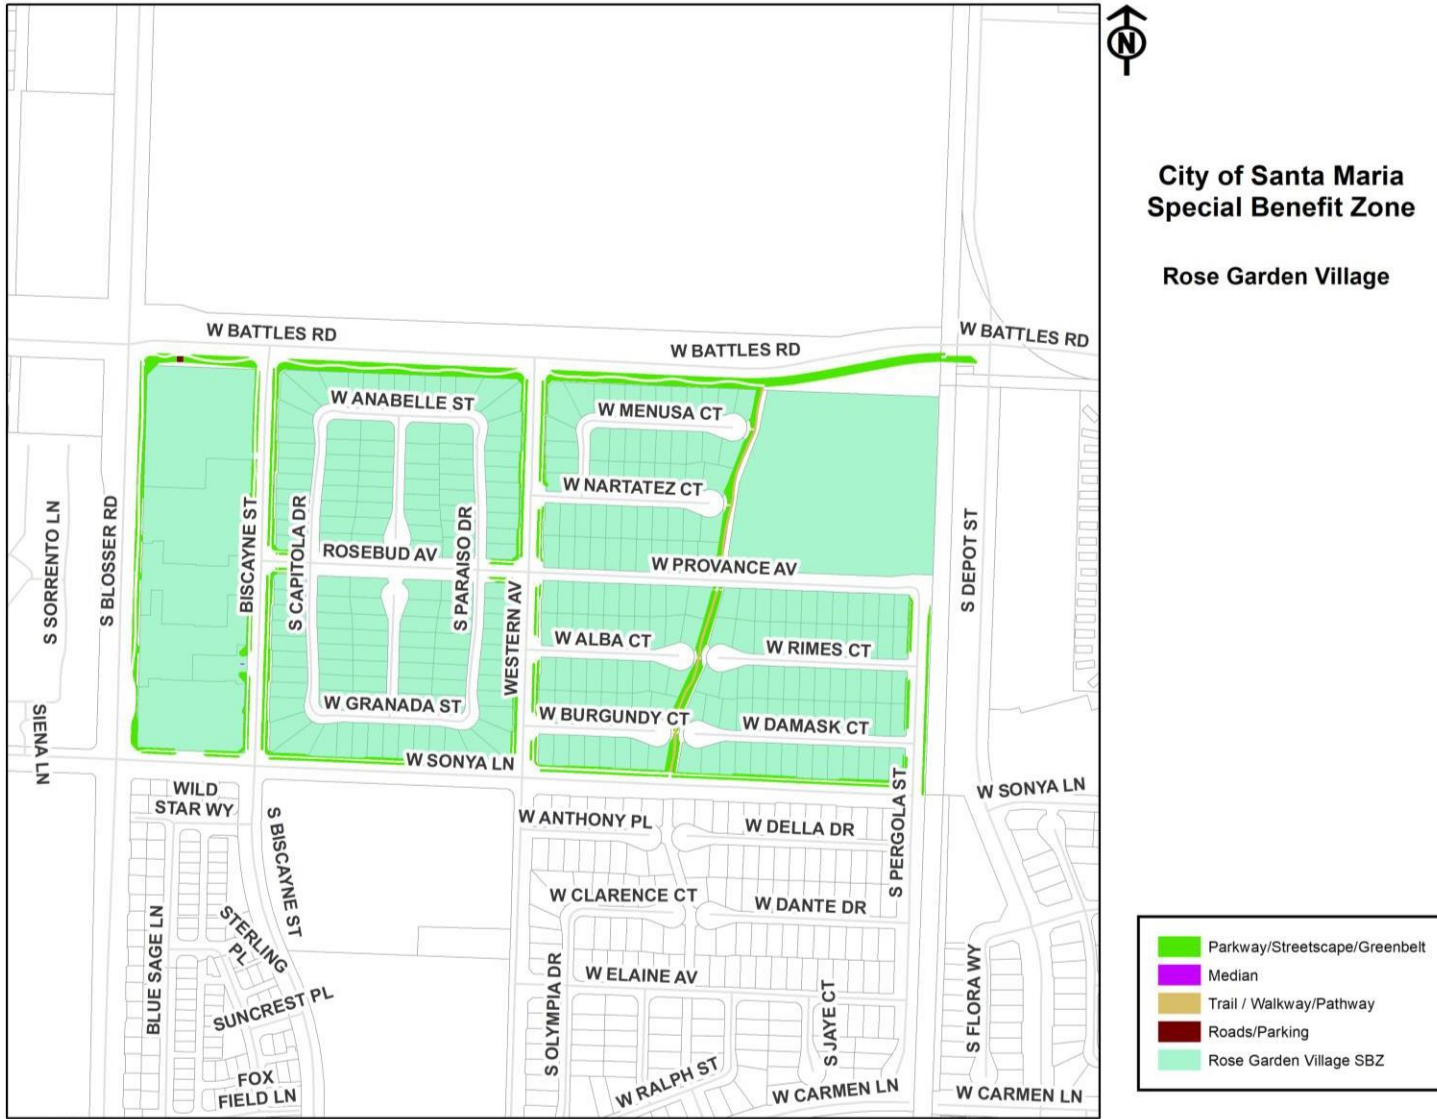 N
City of Santa Maria
Special Benefit Zone
Rose Garden Village
W BATTLES RD
W BATTLES RD
W BATTLES RD
W ANABELLE ST
W MENUSA CT
W NARTATEZ CT
S SORRENTO LN
S BLOSSER RD
BISCAYNE ST
S CAPITOLA DR
ROSEBUD AV
S PARAISO DR
WESTERN AV
W PROVANCE AV
S DEPOT ST
W ALBA CT
W RIMES CT
W GRANADA ST
W BURGUNDY CT
W DAMASK CT
SIENA LN
W SONYA LN
W SONYA LN
S PERGOLA ST
WILD
STAR WY
S BISCAYNE ST
W ANTHONY PL
W DELLA DR
W CLARENCE CT
W DANTE DR
BLUE SAGE LN
STERLING
PL
SUNCREST PL
S OLYMPIA DR
W ELAINE AV
S JAYE CT
S FLORA WY
FOX
FIELD LN
W RALPH ST
W CARMEN LN
W CARMEN LN
Parkway/Streetscape/Greenbelt
Median
Trail / Walkway/Pathway
Roads/Parking
Rose Garden Village SBZ